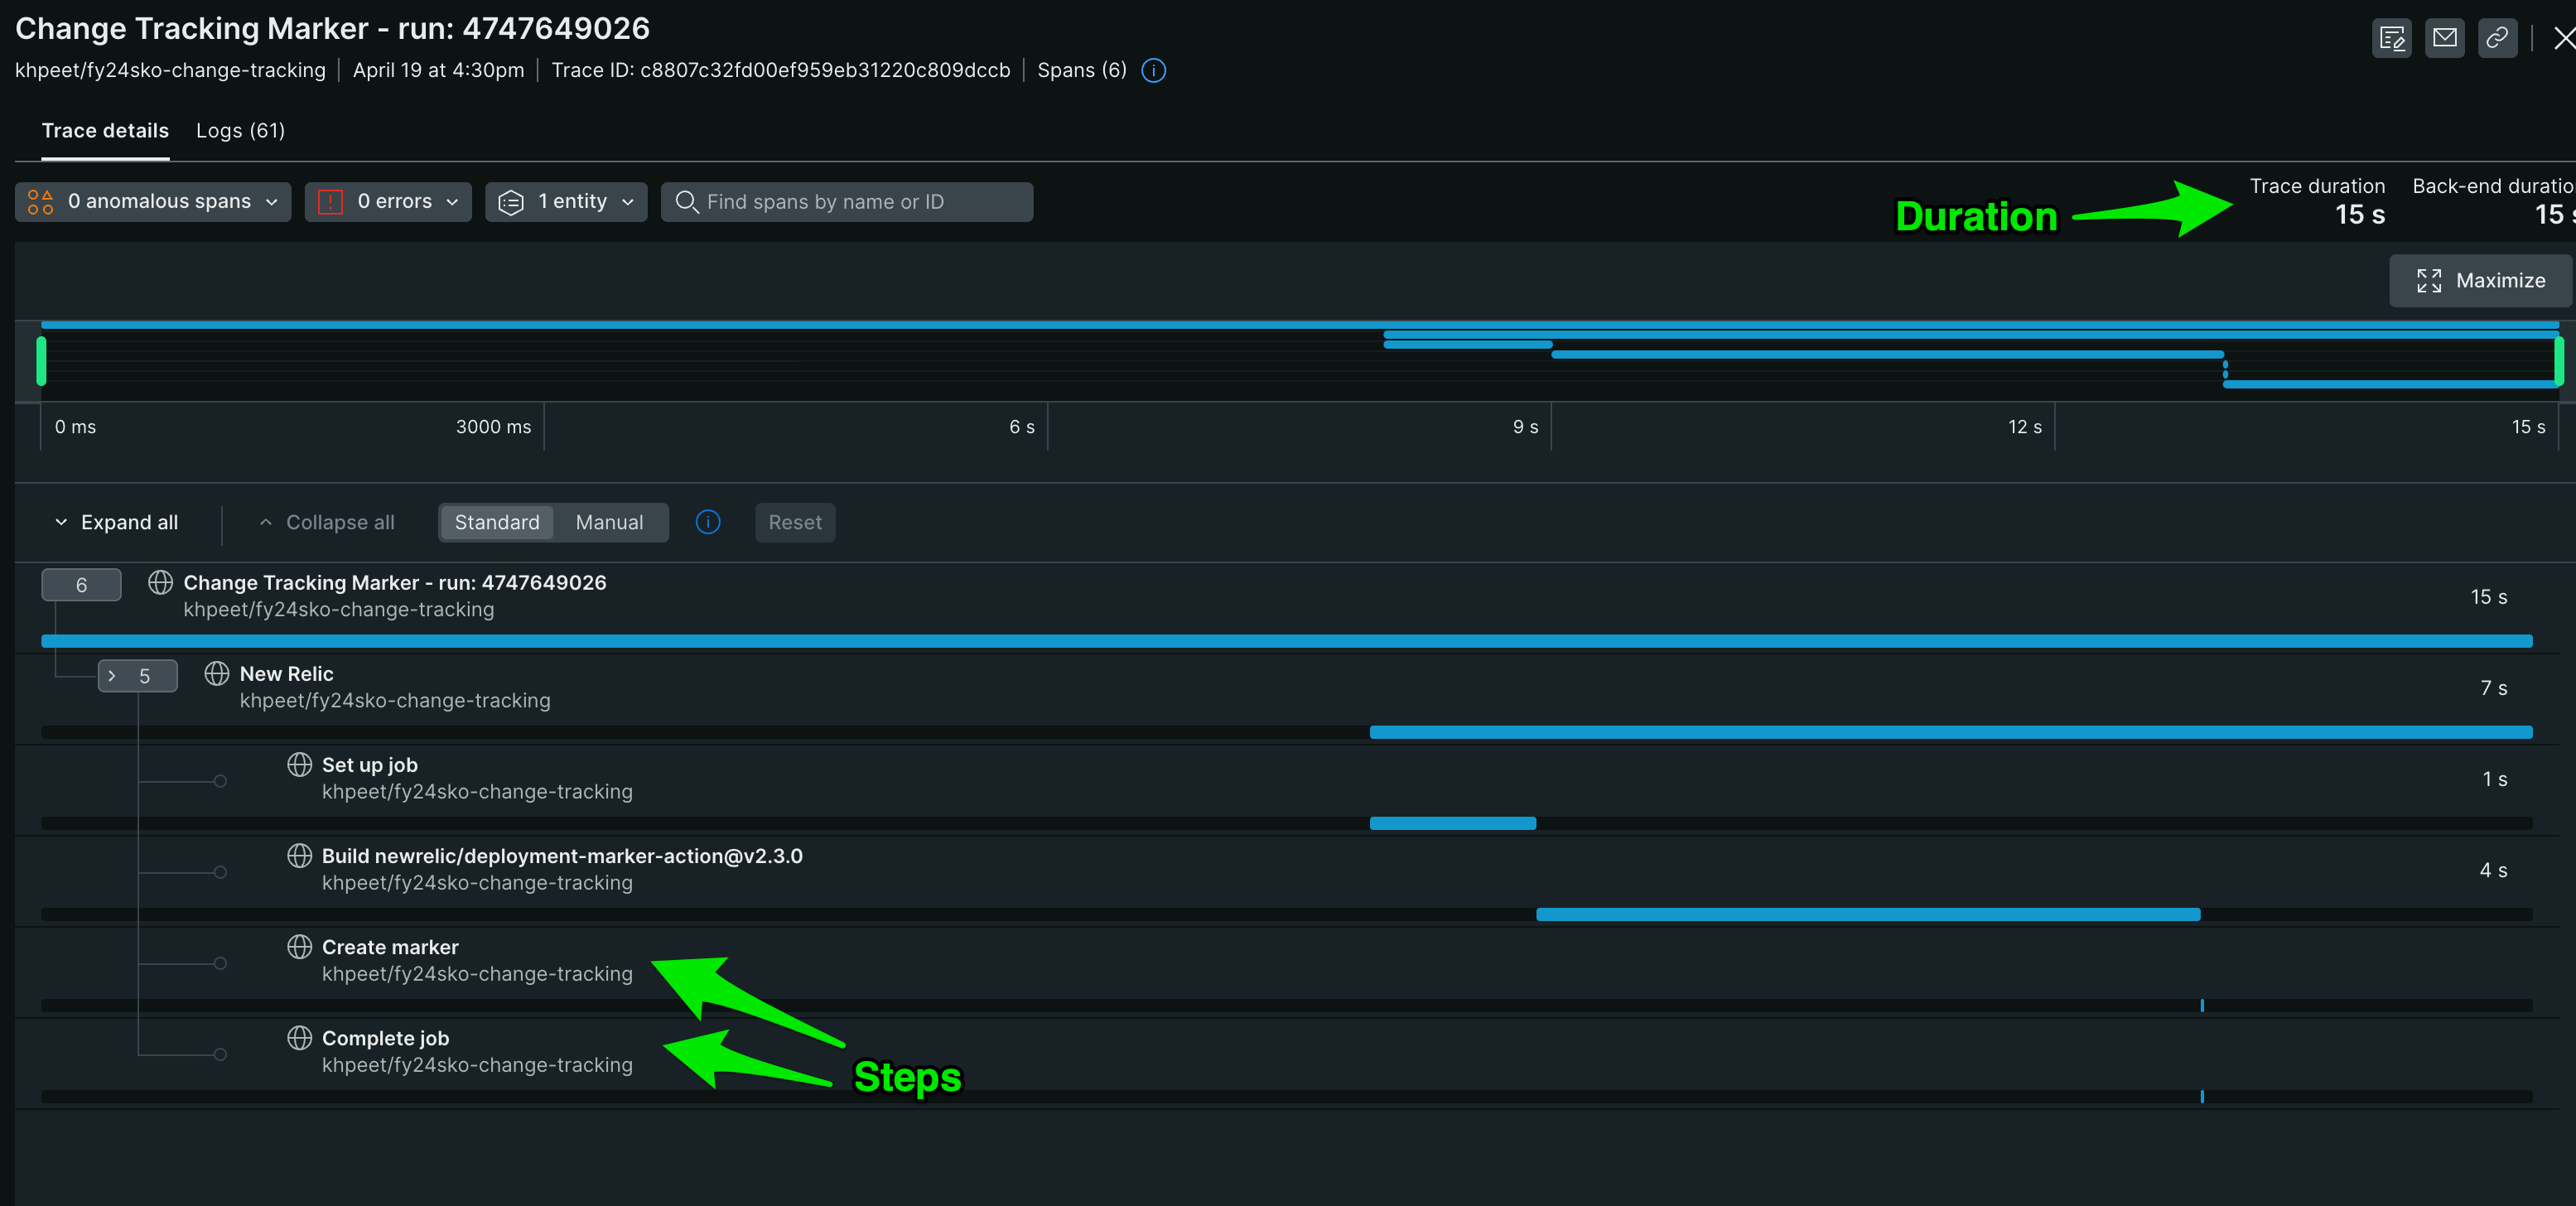 Change Tracking Marker - run: 4747649026
khpeet/fy24sko-change-tracking | April 19 at 4:30pm | Trace ID: c8807c32fd00ef959eb31220c809dccb | Spans (6)
Trace details Logs (61)
0 anomalous spans 0 errors 1 entity Find spans by name or ID
Duration
Trace duration Back-end duratio
15 s 15 s
Maximize
0 ms 3000 ms 6 s 9 s 12 s 15 s
Expand all Collapse all Standard Manual Reset
6 Change Tracking Marker - run: 4747649026
khpeet/fy24sko-change-tracking
15 s
5 New Relic
khpeet/fy24sko-change-tracking
7 s
Set up job
khpeet/fy24sko-change-tracking
1 s
Build newrelic/deployment-marker-action@v2.3.0
khpeet/fy24sko-change-tracking
4 s
Create marker
khpeet/fy24sko-change-tracking
Complete job
khpeet/fy24sko-change-tracking
Steps